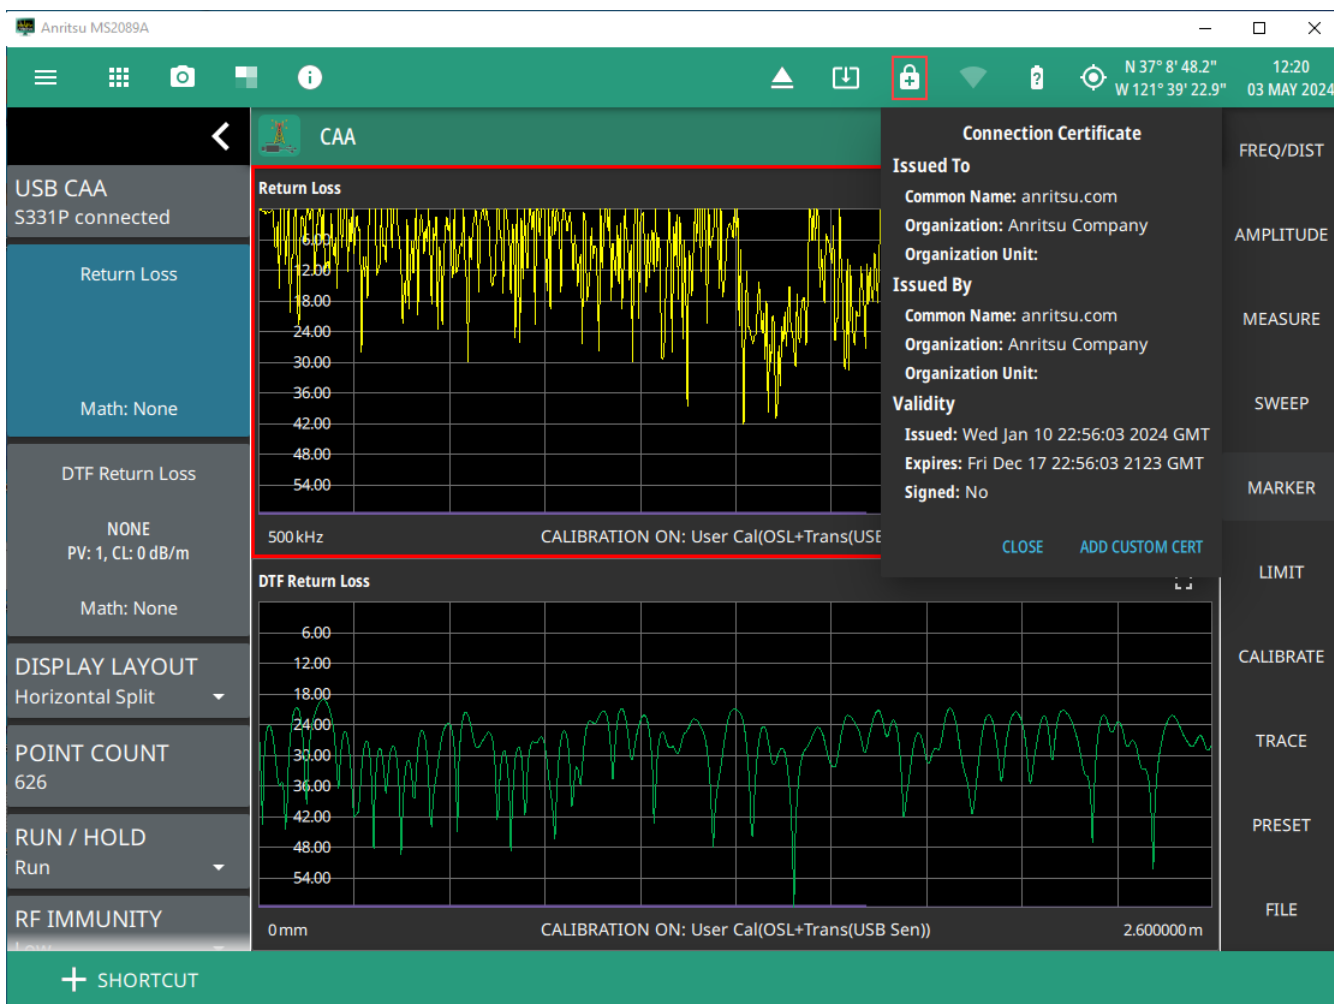 Anritsu MS2089A
N 37° 8' 48.2"
W 121° 39' 22.9"
12:20
03 MAY 2024
USB CAA
S331P connected
Return Loss
Math: None
DTF Return Loss
NONE
PV: 1, CL: 0 dB/m
Math: None
DISPLAY LAYOUT
Horizontal Split
POINT COUNT
626
RUN / HOLD
Run
RF IMMUNITY
Low
SHORTCUT
CAA
Return Loss
6.00
12.00
18.00
24.00
30.00
36.00
42.00
48.00
54.00
500 kHz
CALIBRATION ON: User Cal(OSL+Trans(USB
DTF Return Loss
6.00
12.00
18.00
24.00
30.00
36.00
42.00
48.00
54.00
0 mm
CALIBRATION ON: User Cal(OSL+Trans(USB Sen))
2.600000 m
Connection Certificate
Issued To
Common Name: anritsu.com
Organization: Anritsu Company
Organization Unit:
Issued By
Common Name: anritsu.com
Organization: Anritsu Company
Organization Unit:
Validity
Issued: Wed Jan 10 22:56:03 2024 GMT
Expires: Fri Dec 17 22:56:03 2123 GMT
Signed: No
CLOSE
ADD CUSTOM CERT
FREQ/DIST
AMPLITUDE
MEASURE
SWEEP
MARKER
LIMIT
CALIBRATE
TRACE
PRESET
FILE